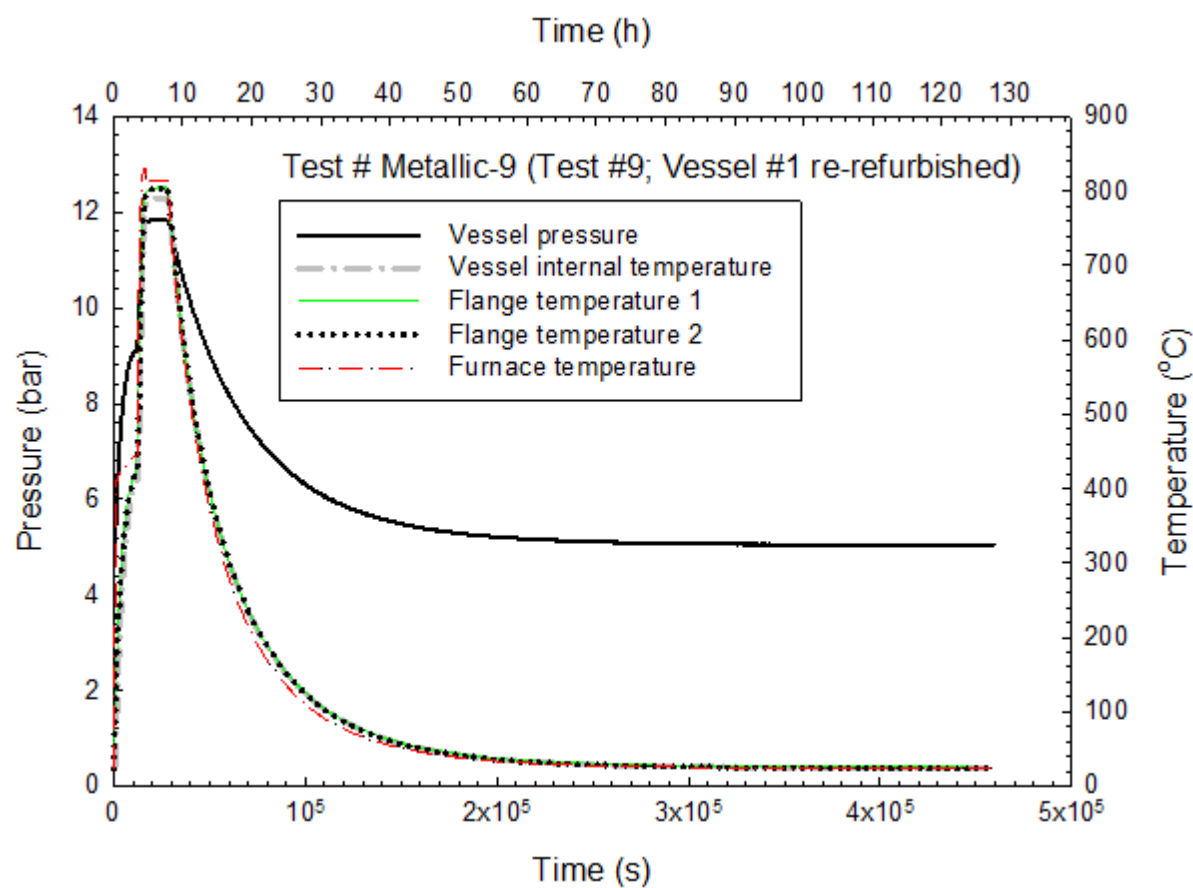 Time (h)
0 10 20 30 40 50 60 70 80 90 100 110 120 130
14 900
12 800
10 700
8 600
6 500
4 400
2 300
0 200
100
0
Pressure (bar)
Temperature (°C)
Test # Metallic-9 (Test #9; Vessel #1 re-refurbished)
Vessel pressure
Vessel internal temperature
Flange temperature 1
Flange temperature 2
Furnace temperature
0 10⁵ 2x10⁵ 3x10⁵ 4x10⁵ 5x10⁵
Time (s)